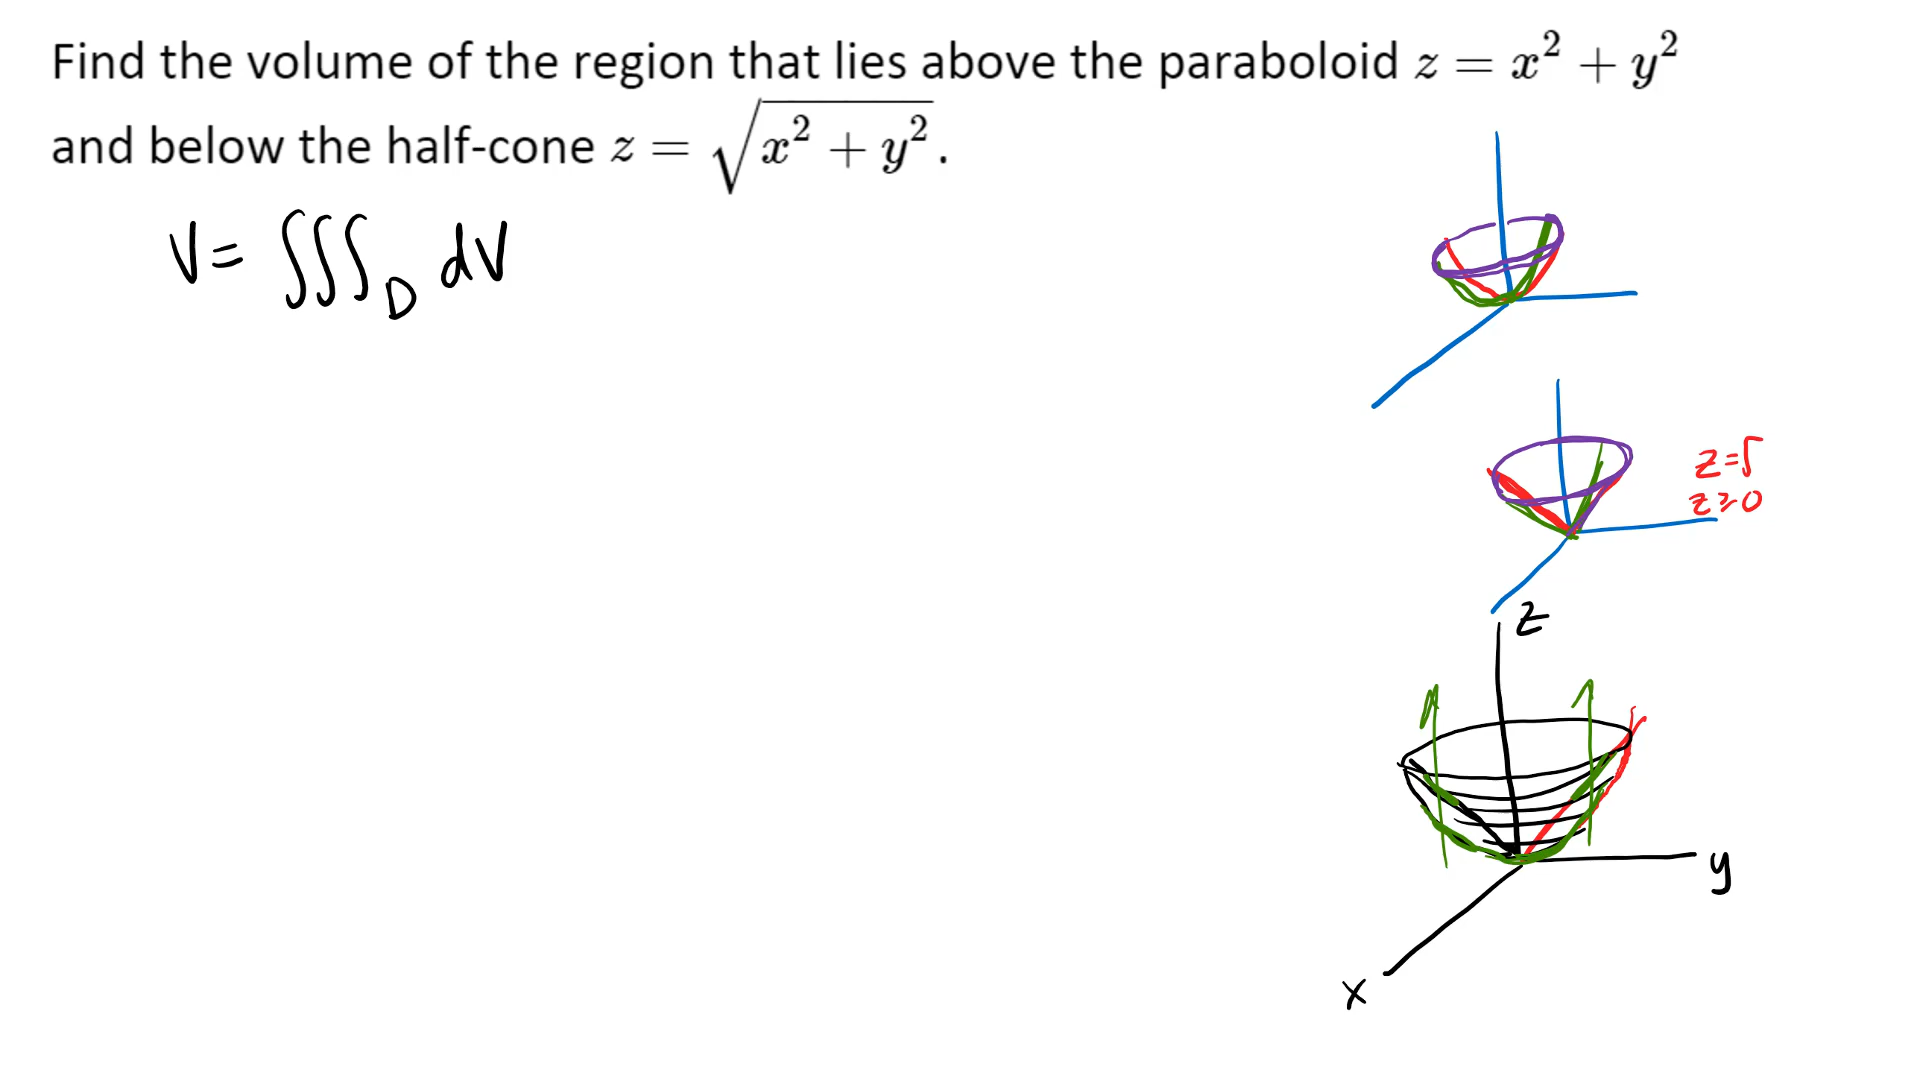 Find the volume of the region that lies above the paraboloid z = x² + y²
and below the half-cone z = √(x² + y²).
V = ∭_D dV
z=√
z≥0
z
y
x